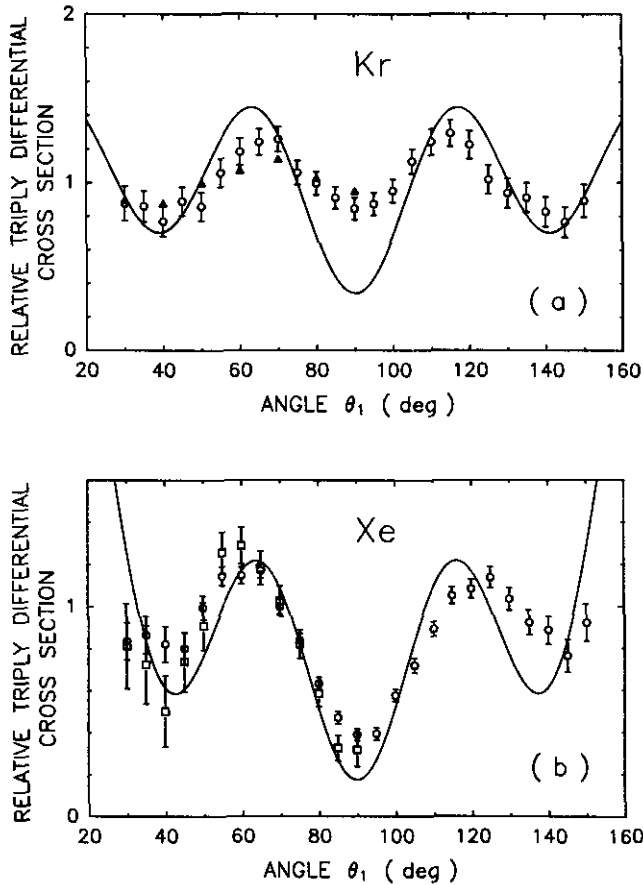 2
RELATIVE TRIPLY DIFFERENTIAL
CROSS SECTION
Kr
1
(a)
0
20 40 60 80 100 120 140 160
ANGLE θ₁ (deg)
RELATIVE TRIPLY DIFFERENTIAL
CROSS SECTION
Xe
1
(b)
0
20 40 60 80 100 120 140 160
ANGLE θ₁ (deg)